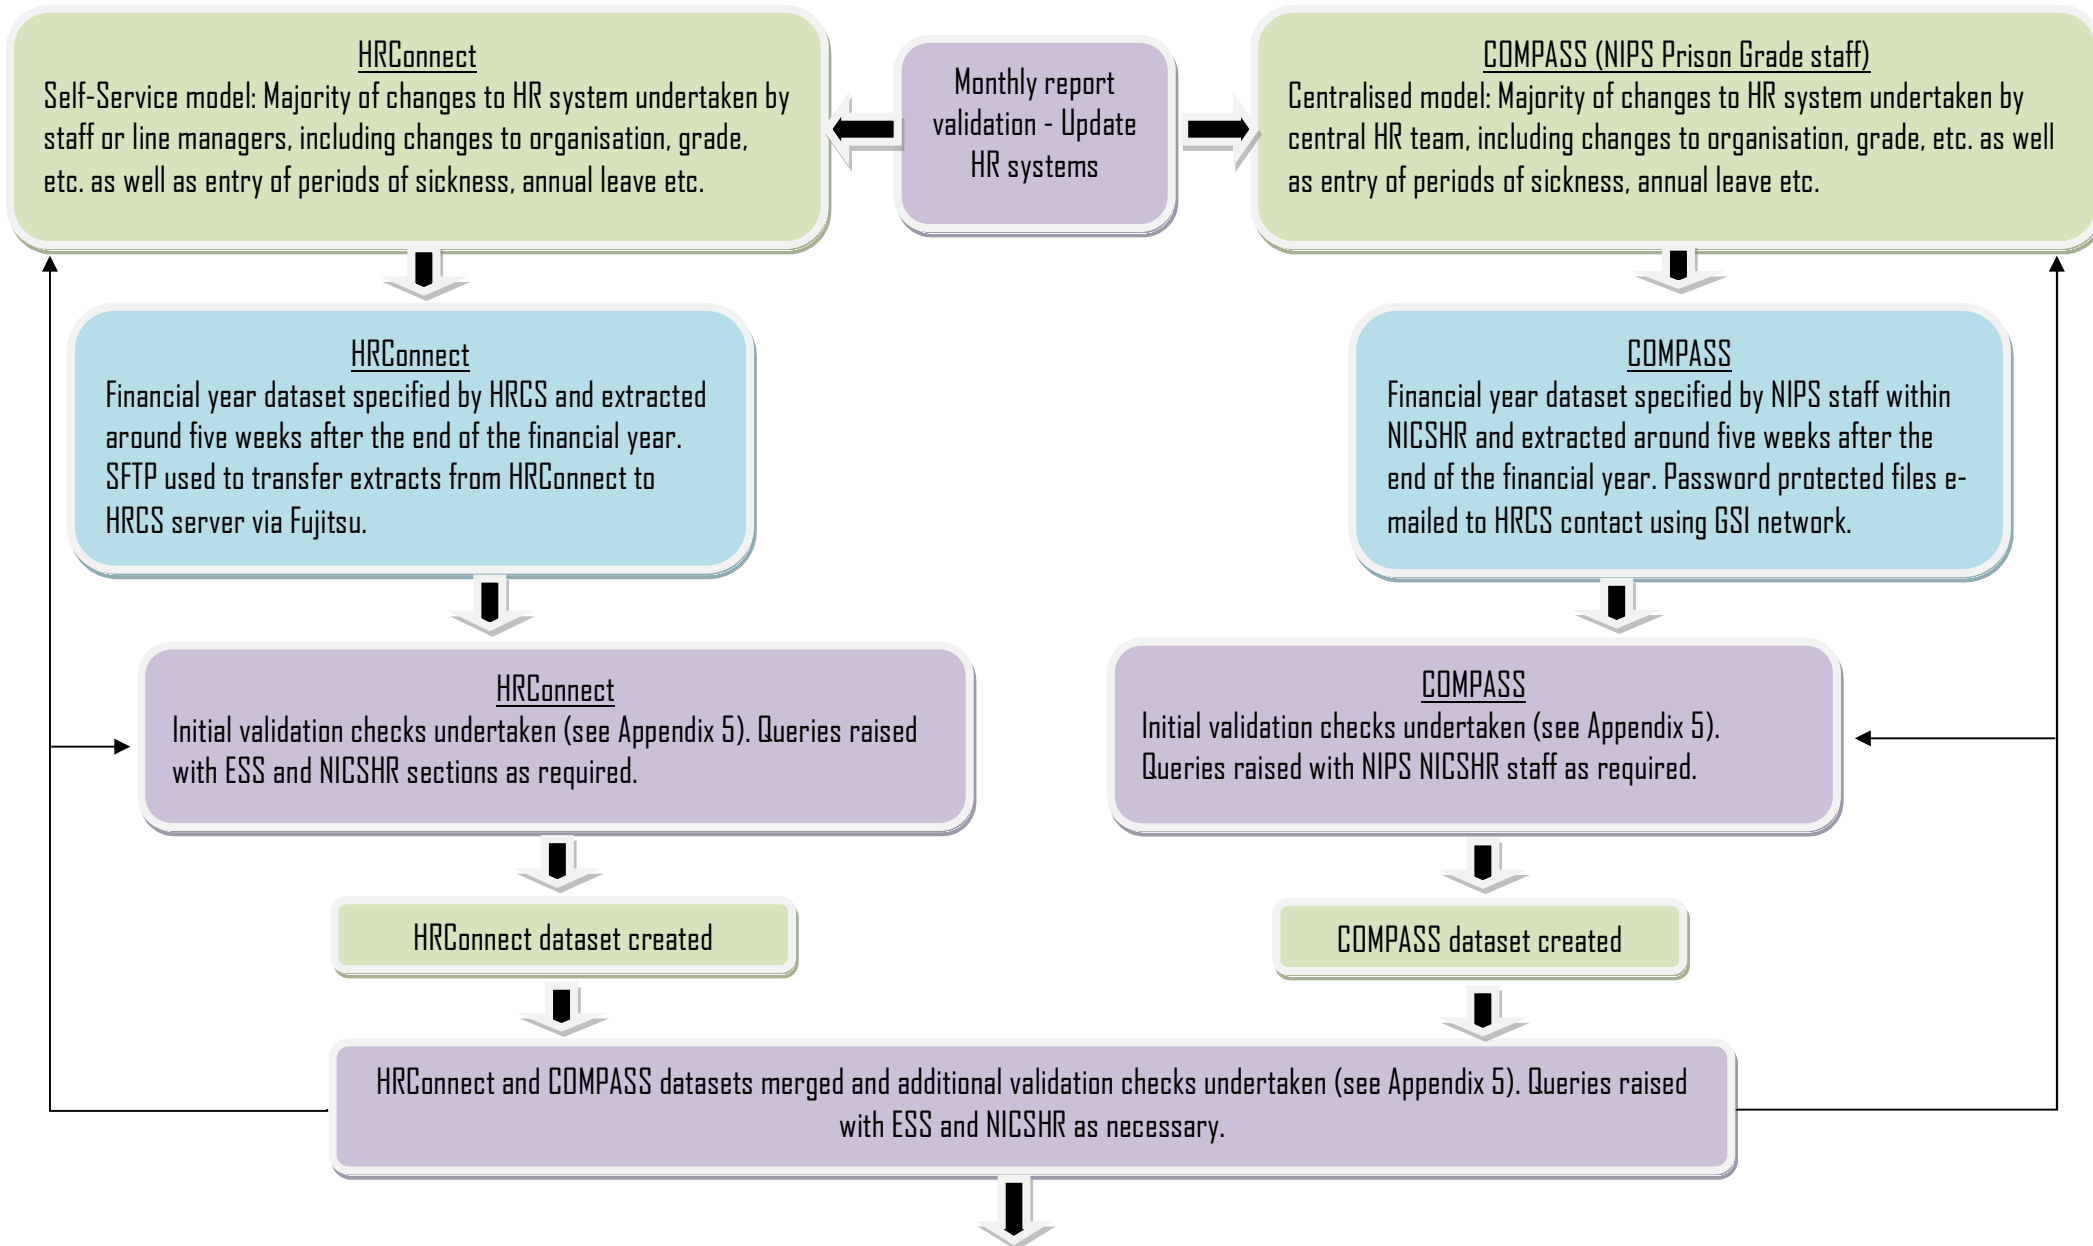 HRConnect
Self-Service model: Majority of changes to HR system undertaken by
staff or line managers, including changes to organisation, grade,
etc. as well as entry of periods of sickness, annual leave etc.
Monthly report
validation - Update
HR systems
COMPASS (NIPS Prison Grade staff)
Centralised model: Majority of changes to HR system undertaken by
central HR team, including changes to organisation, grade, etc. as well
as entry of periods of sickness, annual leave etc.
HRConnect
Financial year dataset specified by HRCS and extracted
around five weeks after the end of the financial year.
SFTP used to transfer extracts from HRConnect to
HRCS server via Fujitsu.
COMPASS
Financial year dataset specified by NIPS staff within
NICSHR and extracted around five weeks after the
end of the financial year. Password protected files e-
mailed to HRCS contact using GSI network.
HRConnect
Initial validation checks undertaken (see Appendix 5). Queries raised
with ESS and NICSHR sections as required.
COMPASS
Initial validation checks undertaken (see Appendix 5).
Queries raised with NIPS NICSHR staff as required.
HRConnect dataset created
COMPASS dataset created
HRConnect and COMPASS datasets merged and additional validation checks undertaken (see Appendix 5). Queries raised
with ESS and NICSHR as necessary.